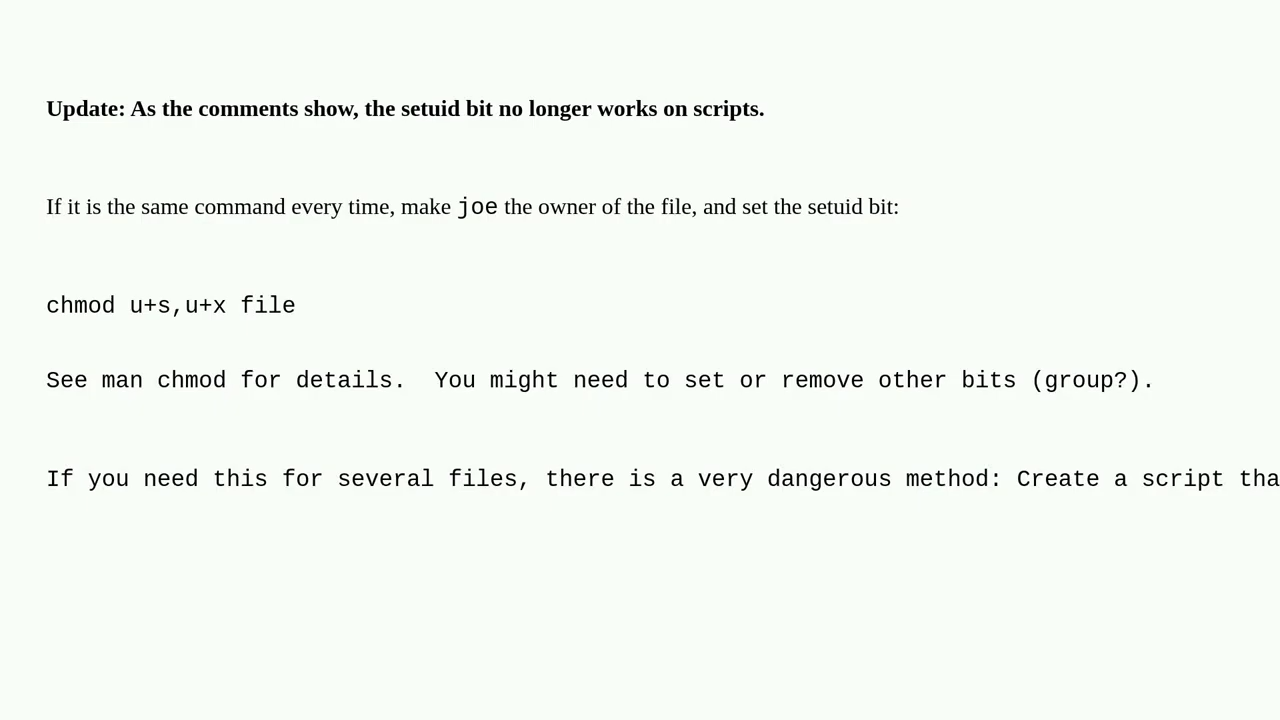 Update: As the comments show, the setuid bit no longer works on scripts.
If it is the same command every time, make joe the owner of the file, and set the setuid bit:
chmod u+s,u+x file
See man chmod for details.  You might need to set or remove other bits (group?).
If you need this for several files, there is a very dangerous method: Create a script tha